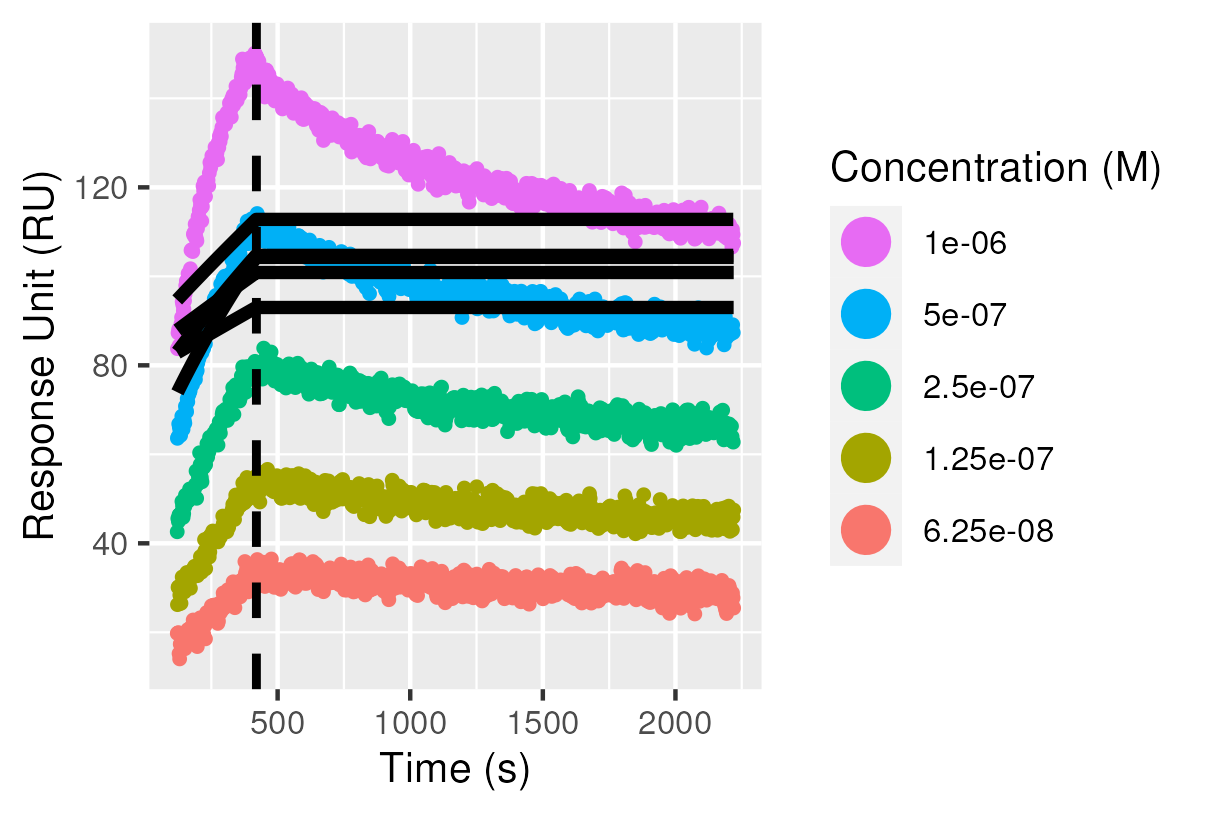 Response Unit (RU)
120
80
40
500
1000
1500
2000
Time (s)
Concentration (M)
1e-06
5e-07
2.5e-07
1.25e-07
6.25e-08